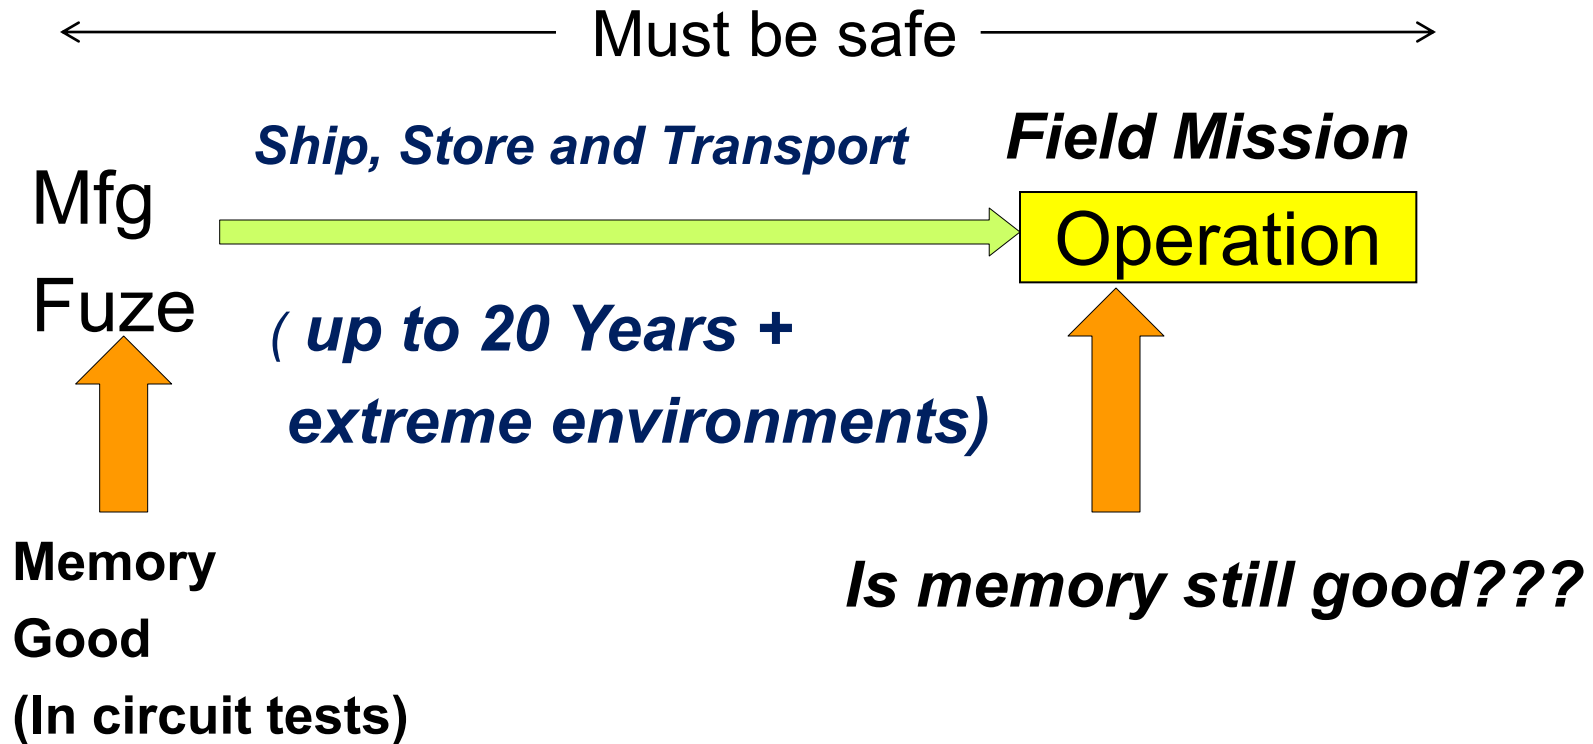 Must be safe
Ship, Store and Transport
Field Mission
Mfg
Fuze
Operation
( up to 20 Years +
extreme environments)
Memory
Good
(In circuit tests)
Is memory still good???